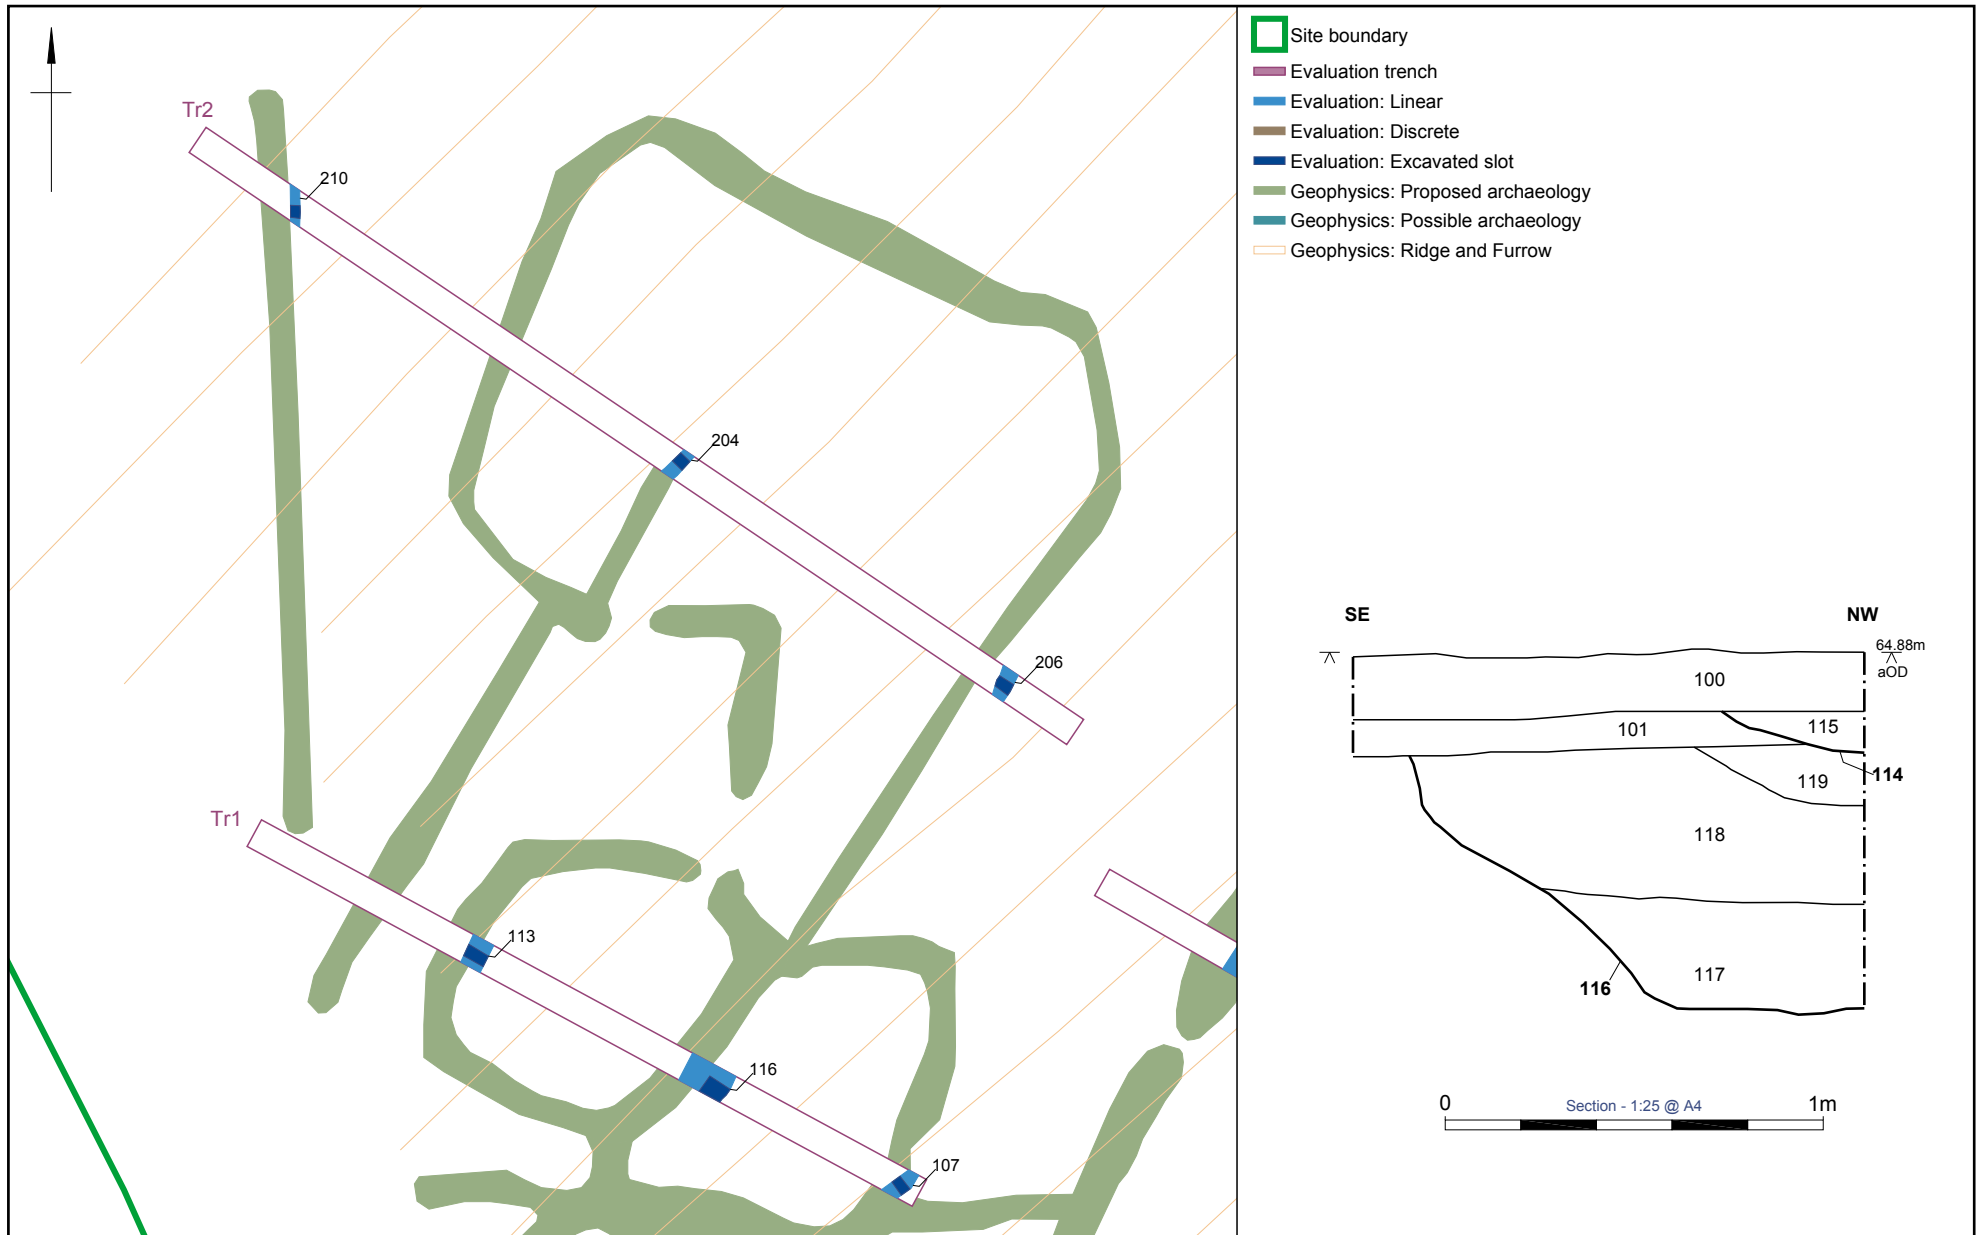 Tr2
210
204
206
Tr1
113
116
107
Site boundary
Evaluation trench
Evaluation: Linear
Evaluation: Discrete
Evaluation: Excavated slot
Geophysics: Proposed archaeology
Geophysics: Possible archaeology
Geophysics: Ridge and Furrow
SE
NW
64.88m
aOD
100
101
115
114
119
118
117
116
0
Section - 1:25 @ A4
1m